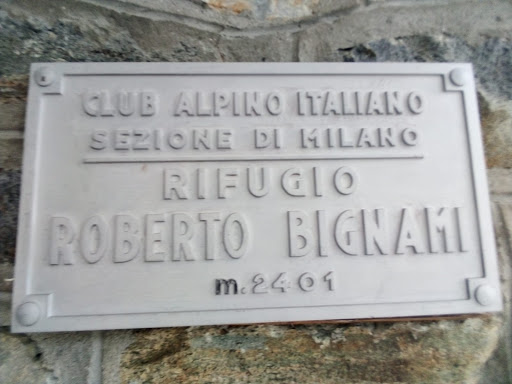 CLUB ALPINO ITALIANO
SEZIONE DI MILANO
RIFUGIO
ROBERTO BIGNAMI
m.2401